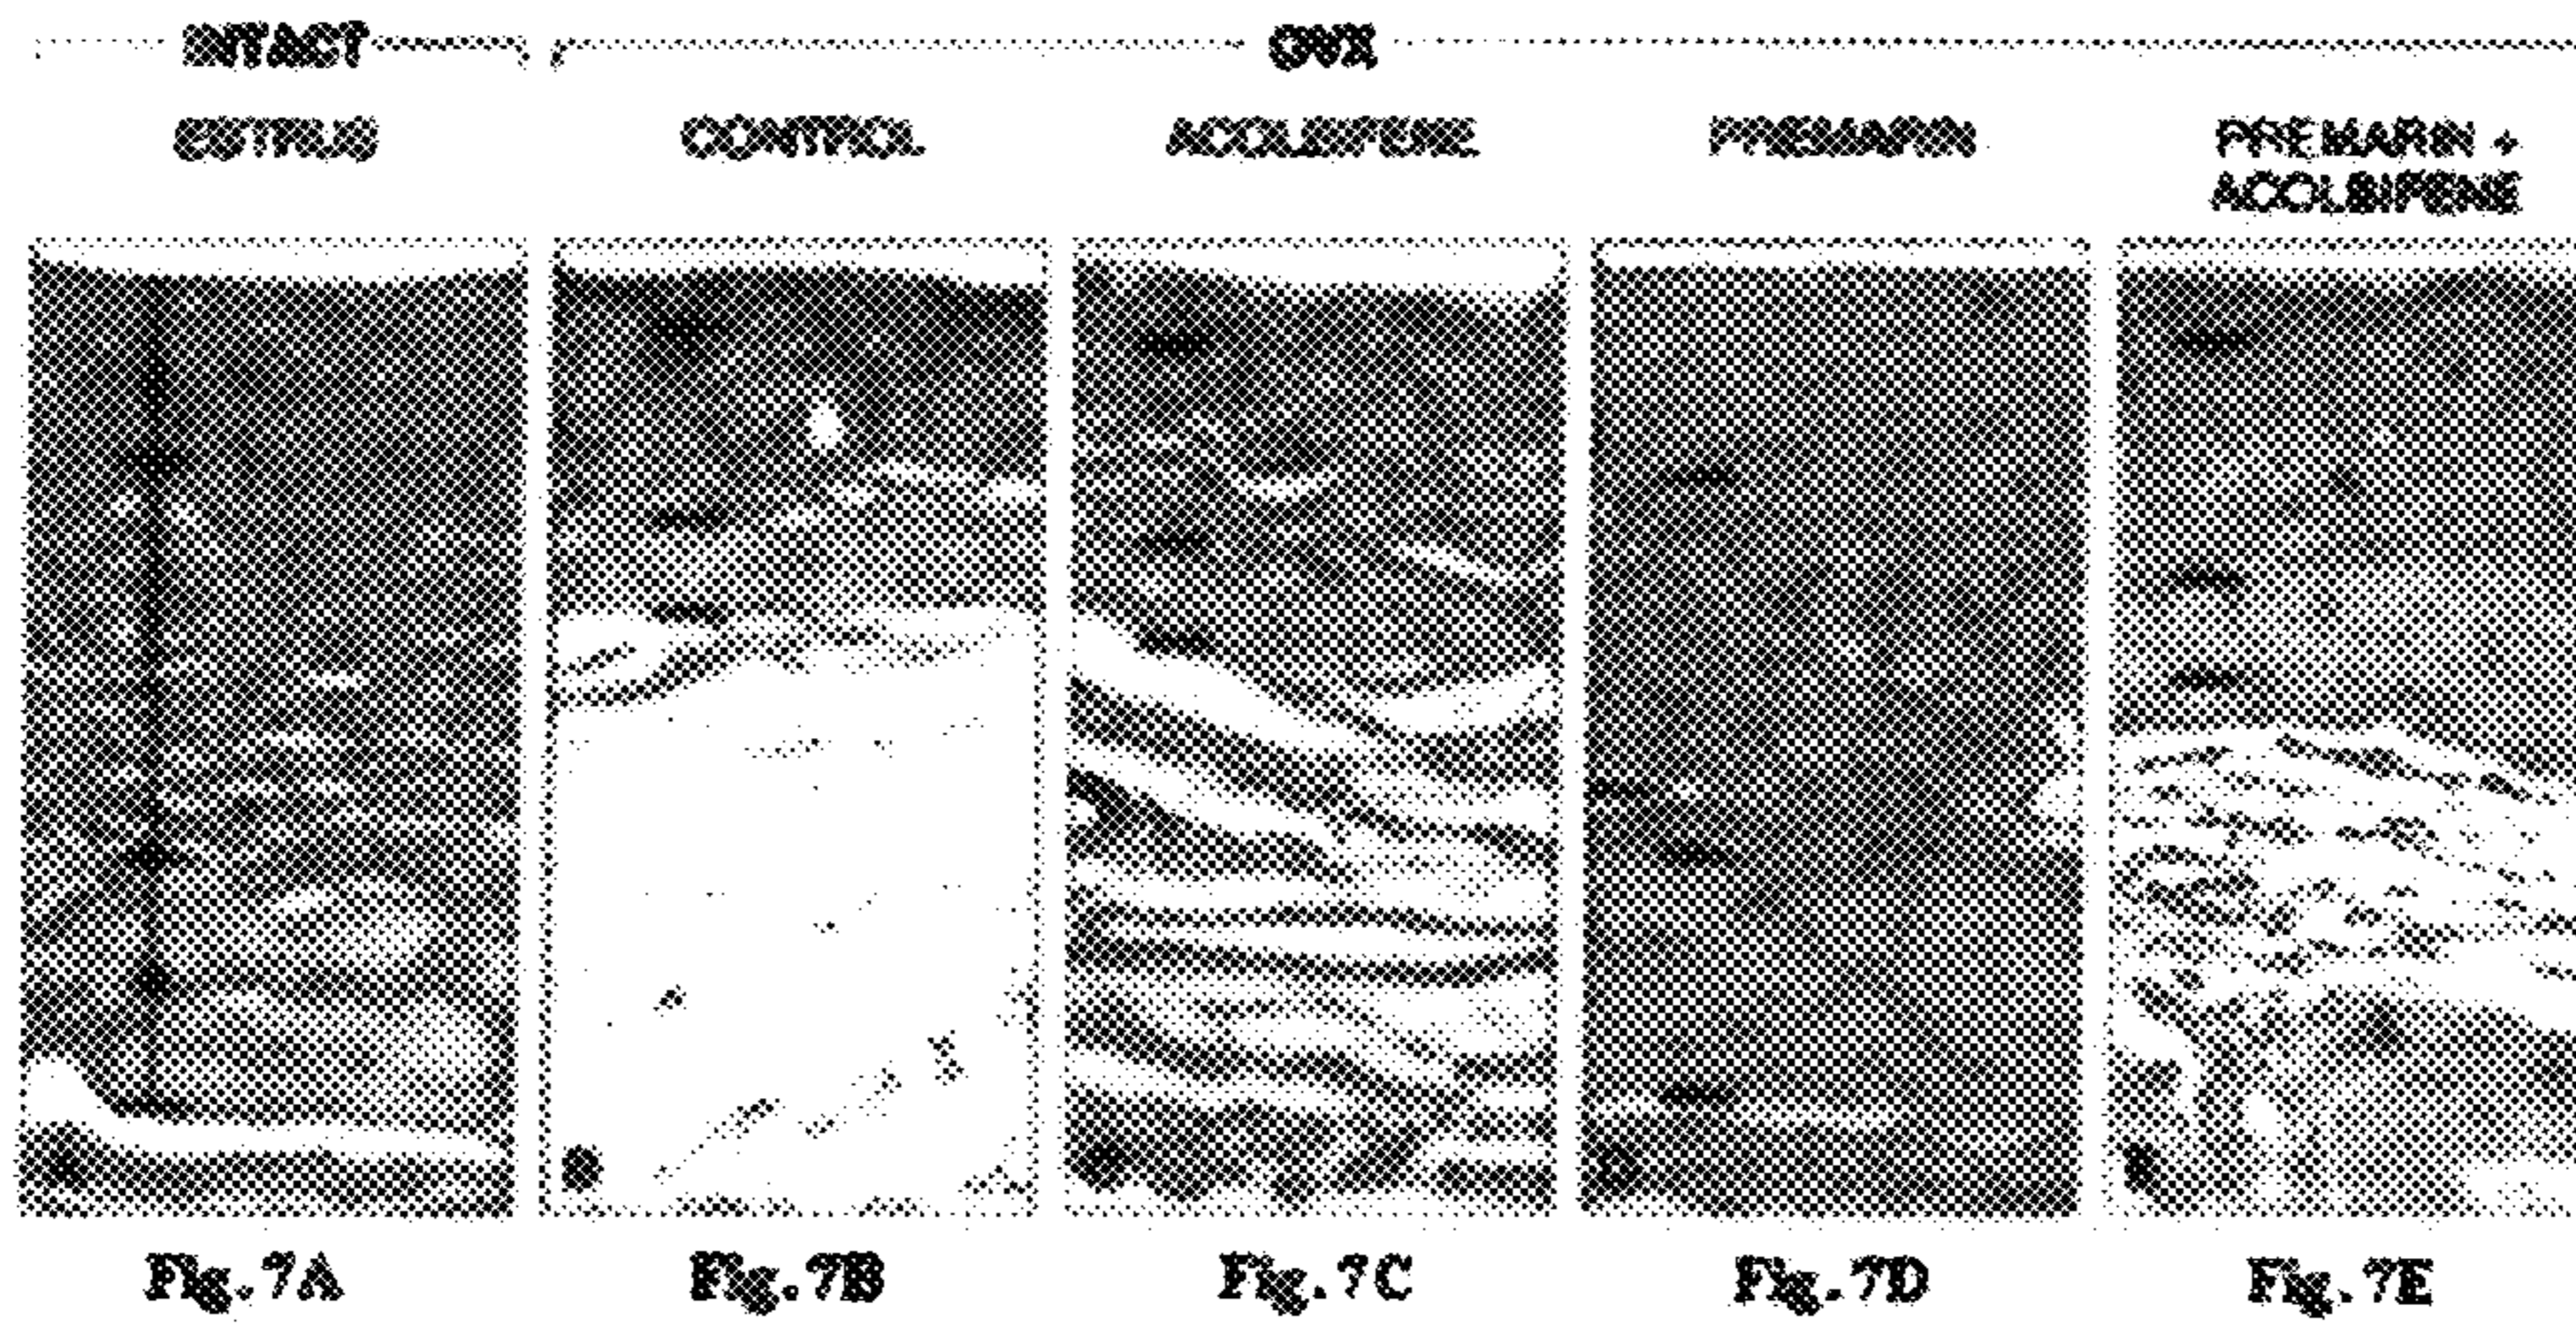 INTACT OVX
ESTRUS CONTROL ACOLBIFENE PREMARIN PREMARIN +
ACOLBIFENE
A B C D E
Fig.7A Fig.7B Fig.7C Fig.7D Fig.7E